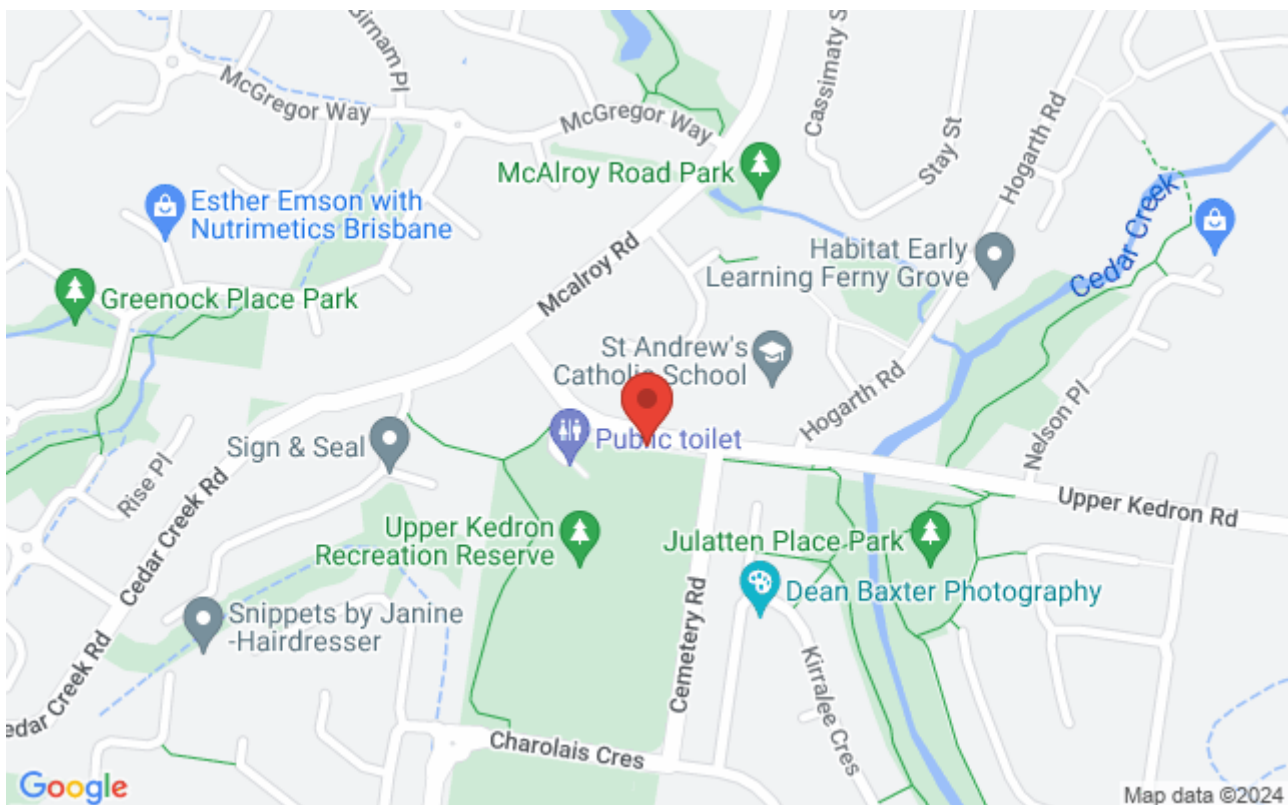 Birnam Pl
McGregor Way
McGregor Way
Cassimaty S
Stay St
Hogarth Rd
McAlroy Road Park
Esther Emson with
Nutrimetics Brisbane
Mcalroy Rd
Habitat Early
Learning Ferny Grove
Cedar Creek
Greenock Place Park
St Andrew's
Catholic School
Hogarth Rd
Nelson Pl
Sign & Seal
Public toilet
Rise Pl
Cedar Creek Rd
Upper Kedron Rd
Upper Kedron
Recreation Reserve
Julatten Place Park
Dean Baxter Photography
Snippets by Janine
-Hairdresser
Cemetery Rd
Kirralee Cres
edar Creek Rd
Charolais Cres
Google
Map data ©2024